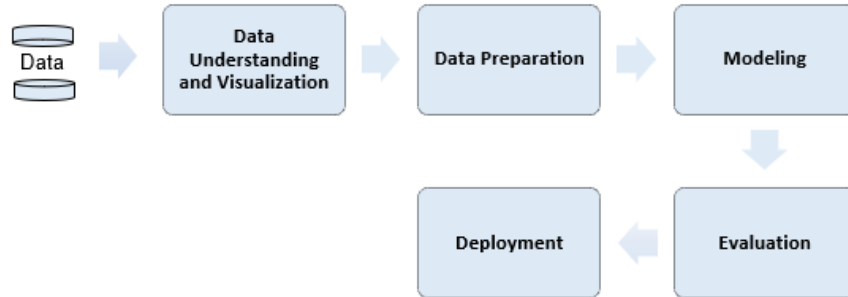 Data
Data
Understanding
and Visualization
Data Preparation
Modeling
Deployment
Evaluation